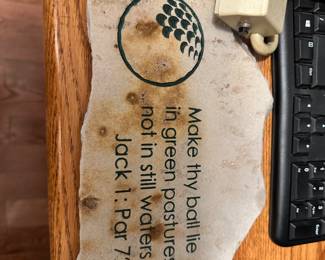 Make thy ball lie
in green pastures
...not in still waters
Jack 1: Par 7